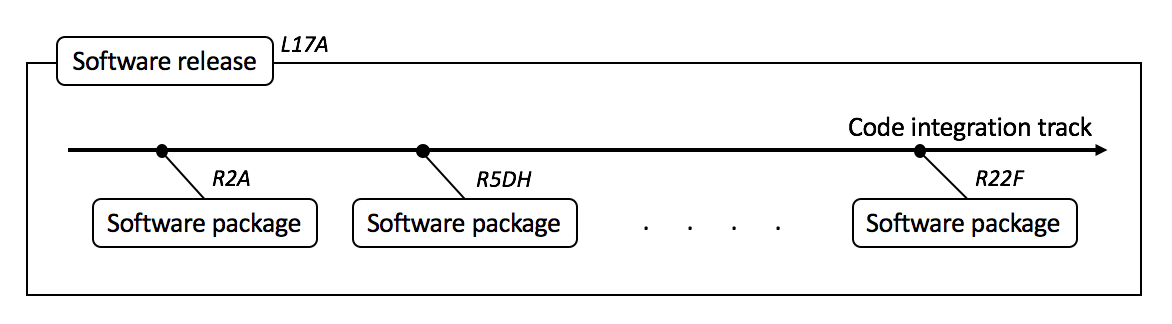 Software release
L17A
Code integration track
R2A
R5DH
R22F
Software package
Software package
. . . .
Software package